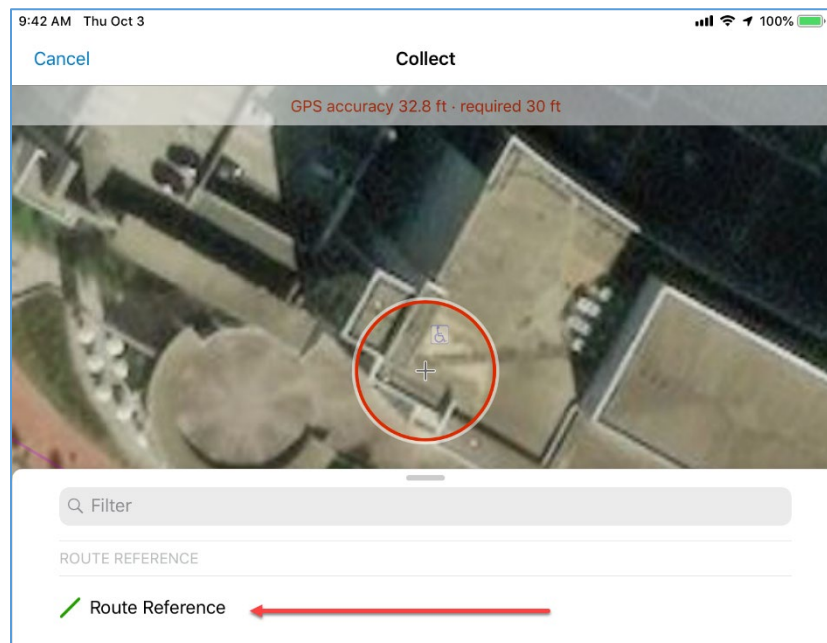 9:42 AM Thu Oct 3 100%
Cancel Collect
GPS accuracy 32.8 ft · required 30 ft
Filter
ROUTE REFERENCE
Route Reference